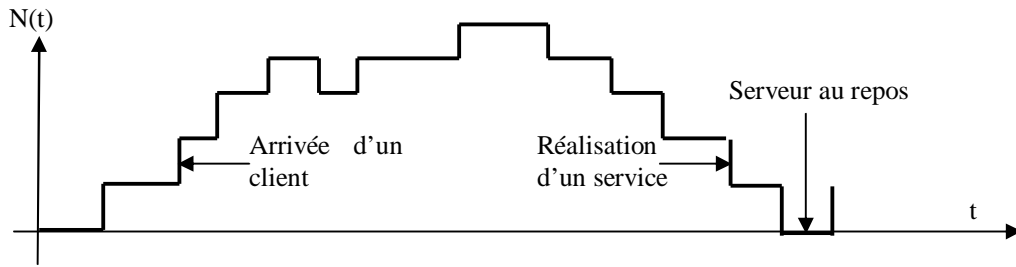 N(t)
Serveur au repos
Arrivée d'un
client
Réalisation
d'un service
t